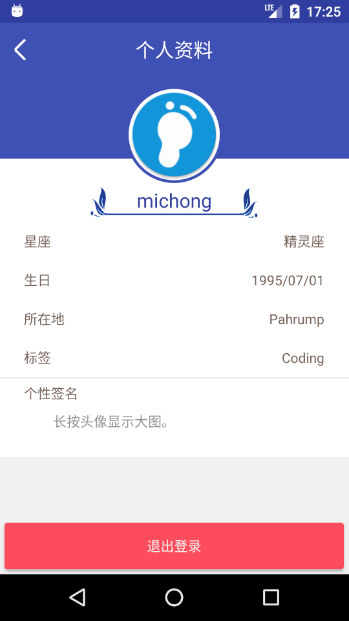 LTE 17:25
个人资料
michong
星座 精灵座
生日 1995/07/01
所在地 Pahrump
标签 Coding
个性签名
长按头像显示大图。
退出登录